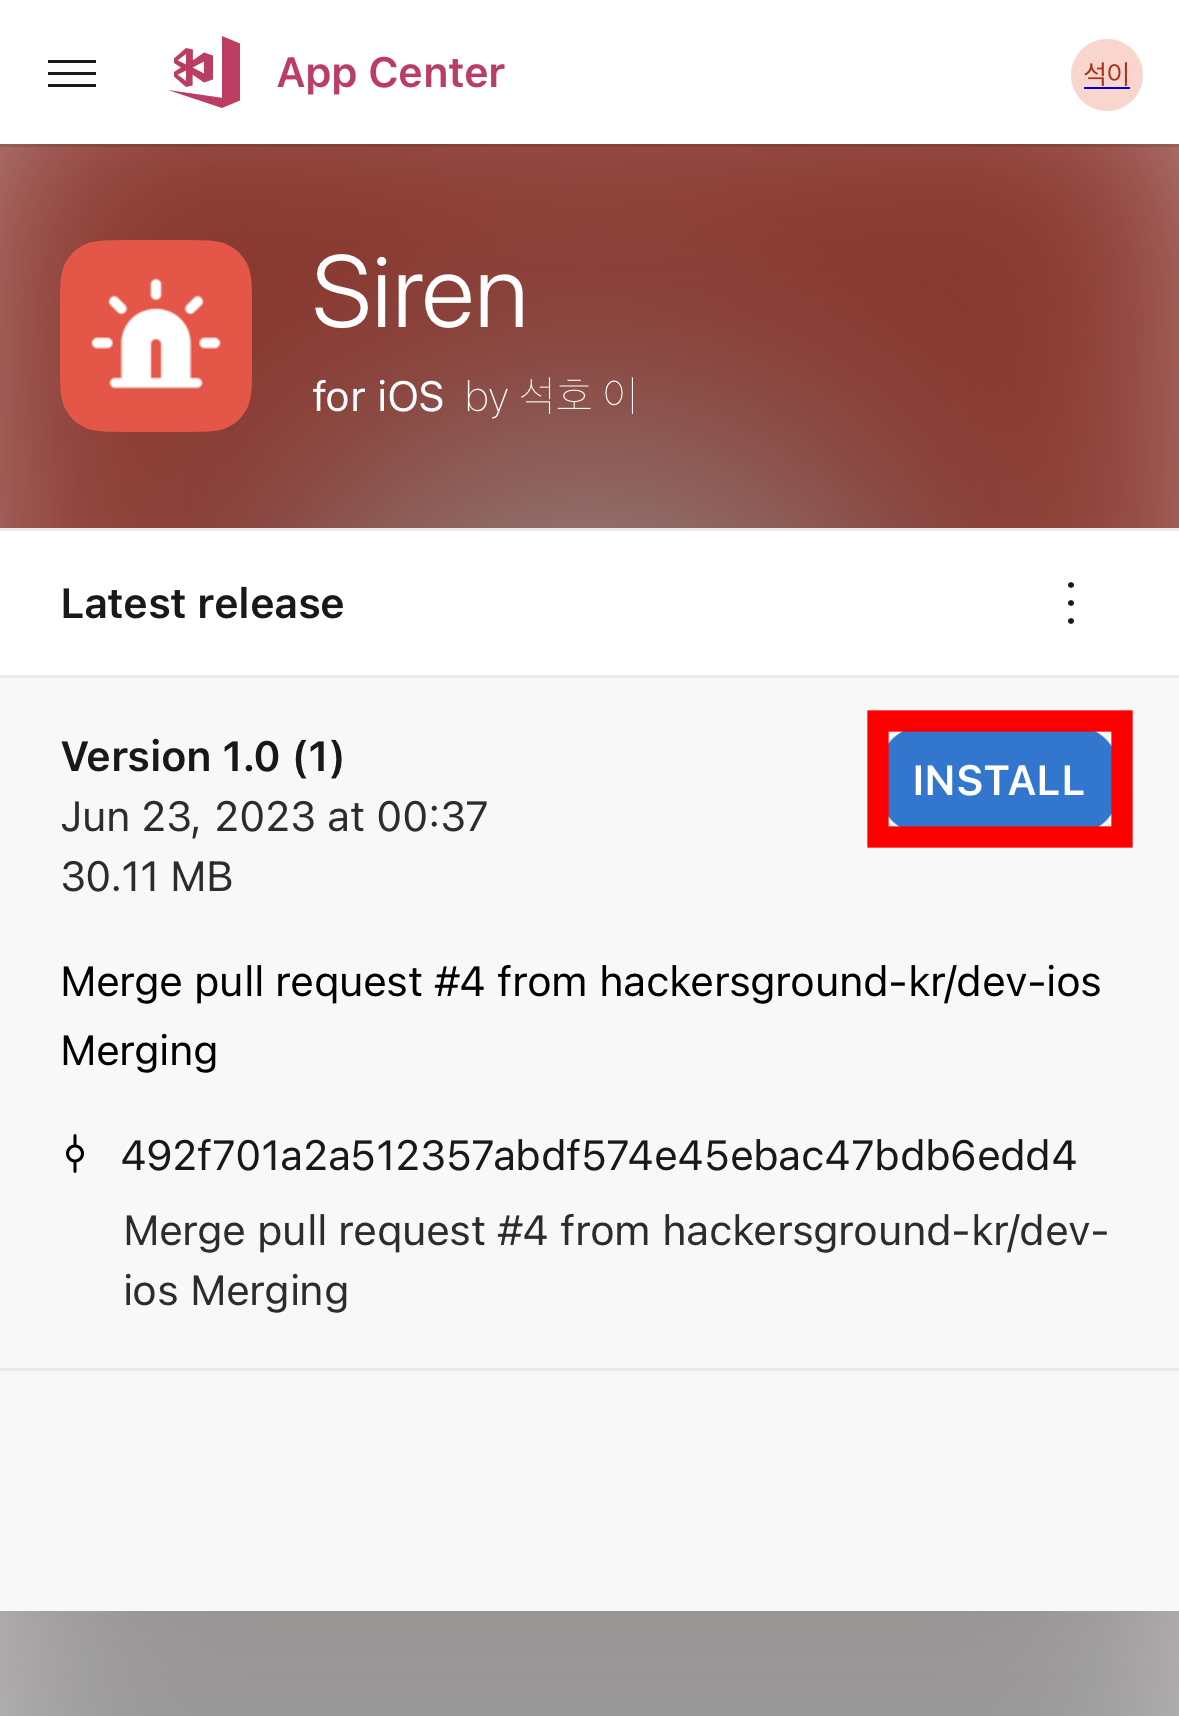 App Center
석이
Siren
for iOS by 석호 이
Latest release
Version 1.0 (1)
INSTALL
Jun 23, 2023 at 00:37
30.11 MB
Merge pull request #4 from hackersground-kr/dev-ios
Merging
492f701a2a512357abdf574e45ebac47bdb6edd4
Merge pull request #4 from hackersground-kr/dev-
ios Merging